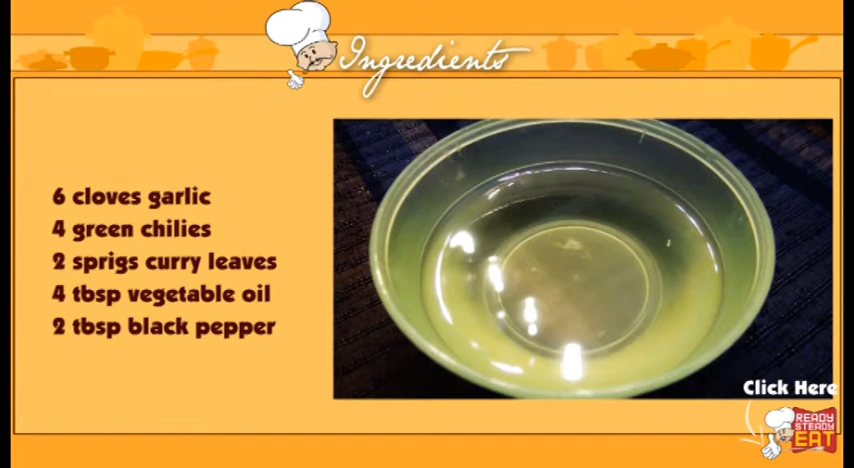 Ingredients
6 cloves garlic
4 green chilies
2 sprigs curry leaves
4 tbsp vegetable oil
2 tbsp black pepper
Click Here
READY
STEADY
EAT